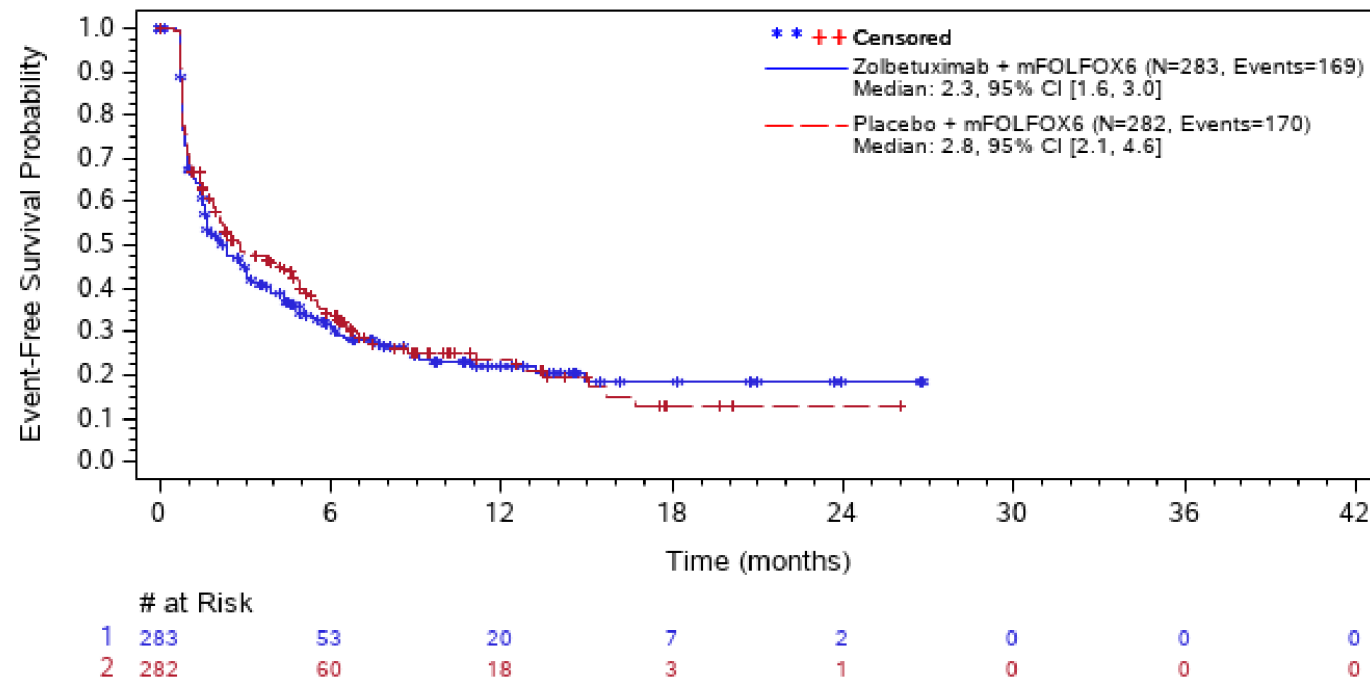 Censored
Zolbetuximab + mFOLFOX6 (N=283, Events=169)
Median: 2.3, 95% CI [1.6, 3.0]
Placebo + mFOLFOX6 (N=282, Events=170)
Median: 2.8, 95% CI [2.1, 4.6]
Event-Free Survival Probability
1.0
0.9
0.8
0.7
0.6
0.5
0.4
0.3
0.2
0.1
0.0
0 6 12 18 24 30 36 42
Time (months)
# at Risk
1 283 53 20 7 2 0 0 0
2 282 60 18 3 1 0 0 0